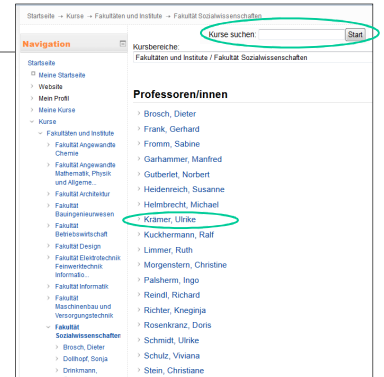 Startseite → Kurse → Fakultäten und Institute → Fakultät Sozialwissenschaften
Kurse suchen: Start
Navigation
Kursbereiche:
Fakultäten und Institute / Fakultät Sozialwissenschaften
Startseite
Meine Startseite
Website
Mein Profil
Meine Kurse
Kurse
Fakultäten und Institute
Fakultät Angewandte
Chemie
Fakultät Angewandte
Mathematik, Physik
und Allgeme...
Fakultät Architektur
Fakultät
Bauingenieurwesen
Fakultät
Betriebswirtschaft
Fakultät Design
Fakultät Elektrotechnik
Feinwerktechnik
Informatio...
Fakultät Informatik
Fakultät
Maschinenbau und
Versorgungstechnik
Fakultät
Sozialwissenschaften
Brosch, Dieter
Dollhopf, Sonja
Drinkmann,
Professoren/innen
Brosch, Dieter
Frank, Gerhard
Fromm, Sabine
Garhammer, Manfred
Gutberlet, Norbert
Heidenreich, Susanne
Helmbrecht, Michael
Krämer, Ulrike
Kuckhermann, Ralf
Limmer, Ruth
Morgenstern, Christine
Palsherm, Ingo
Reindl, Richard
Richter, Kneginja
Rosenkranz, Doris
Schmidt, Ulrike
Schulz, Viviana
Stein, Christiane